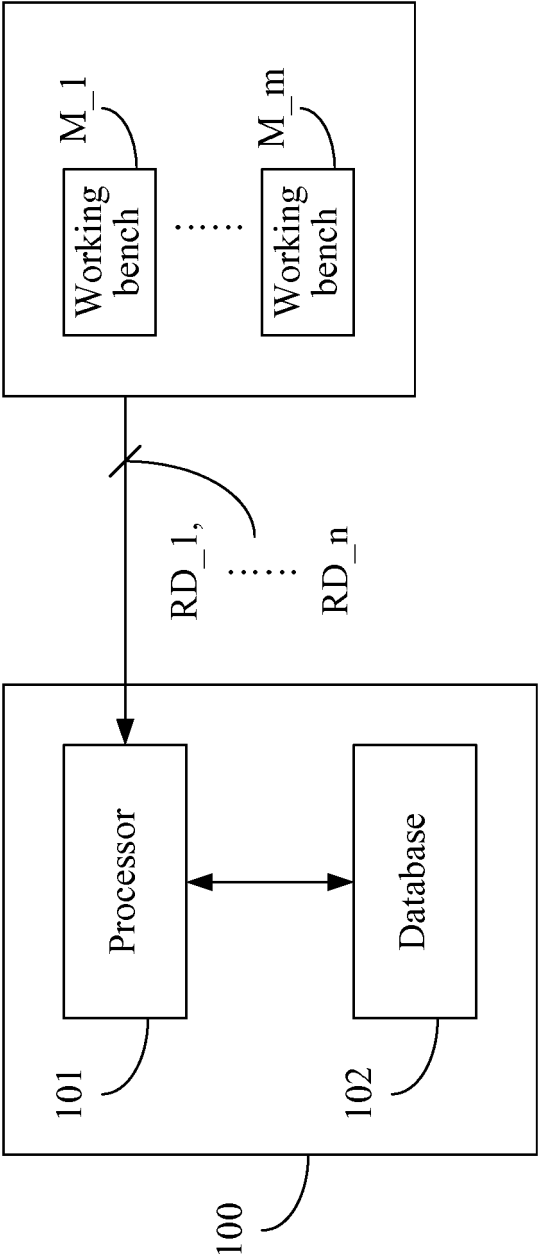 100
101
Processor
102
Database
RD_1,
……
RD_n
M_1
Working
bench
……
M_m
Working
bench